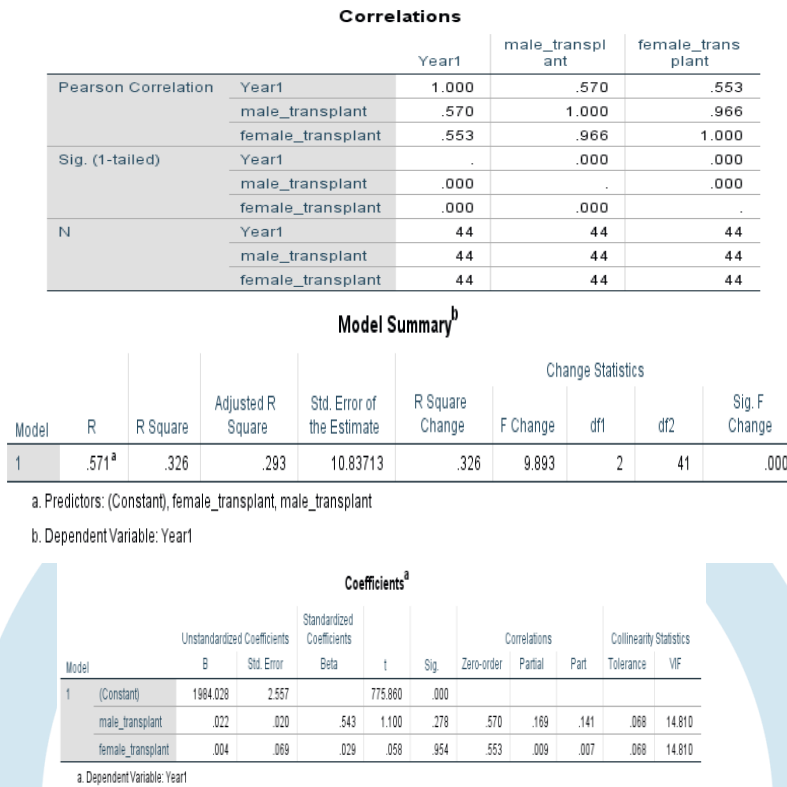 Correlations
Year1 male_transpl ant female_trans plant
Pearson Correlation Year1 1.000 .570 .553
male_transplant .570 1.000 .966
female_transplant .553 .966 1.000
Sig. (1-tailed) Year1 . .000 .000
male_transplant .000 . .000
female_transplant .000 .000 .
N Year1 44 44 44
male_transplant 44 44 44
female_transplant 44 44 44
Model Summaryb
Change Statistics
Model R R Square Adjusted R Square Std. Error of the Estimate R Square Change F Change df1 df2 Sig. F Change
1 .571a .326 .293 10.83713 .326 9.893 2 41 .000
a. Predictors: (Constant), female_transplant, male_transplant
b. Dependent Variable: Year1
Coefficientsa
Unstandardized Coefficients Standardized Coefficients Correlations Collinearity Statistics
Model B Std. Error Beta t Sig. Zero-order Partial Part Tolerance VIF
1 (Constant) 1984.028 2.557 775.860 .000
male_transplant .022 .020 .543 1.100 .278 .570 .169 .141 .068 14.810
female_transplant .004 .069 .029 .058 .954 .553 .009 .007 .068 14.810
a. Dependent Variable: Year1